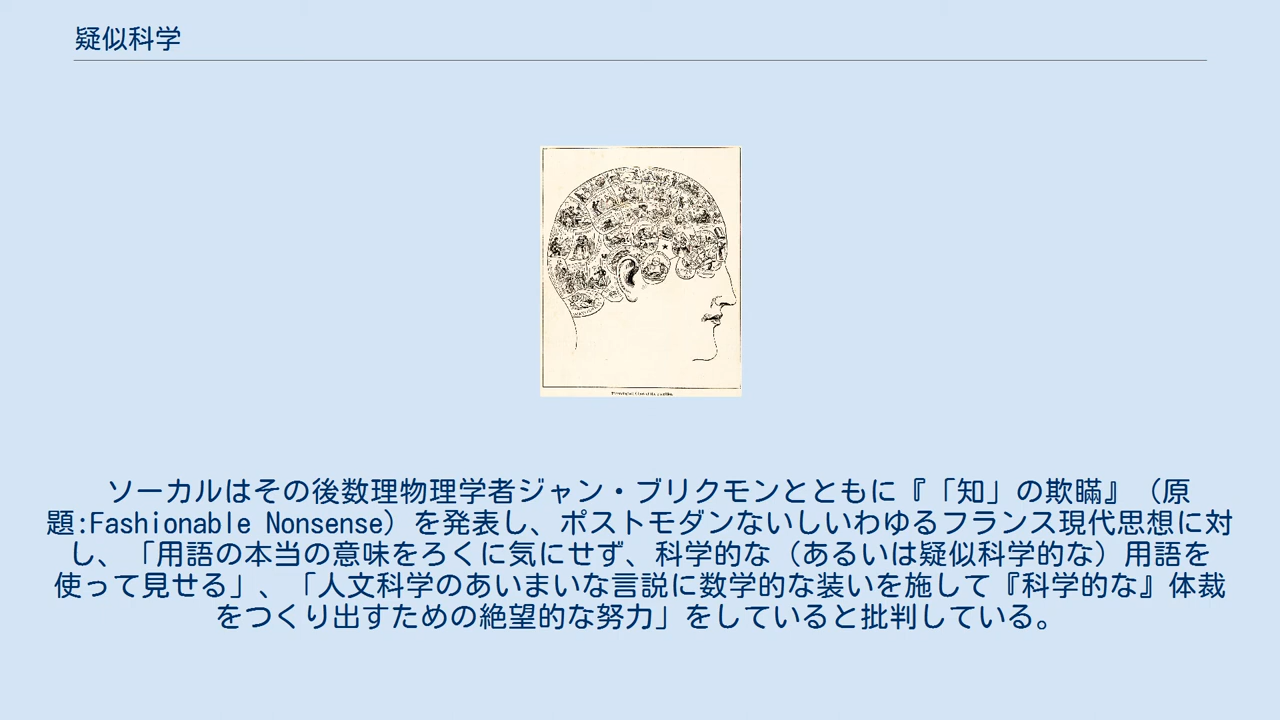 疑似科学
ソーカルはその後数理物理学者ジャン・ブリクモンとともに『「知」の欺瞞』（原
題:Fashionable Nonsense）を発表し、ポストモダンないしいわゆるフランス現代思想に対
し、「用語の本当の意味をろくに気にせず、科学的な（あるいは疑似科学的な）用語を
使って見せる」、「人文科学のあいまいな言説に数学的な装いを施して『科学的な』体裁
をつくり出すための絶望的な努力」をしていると批判している。